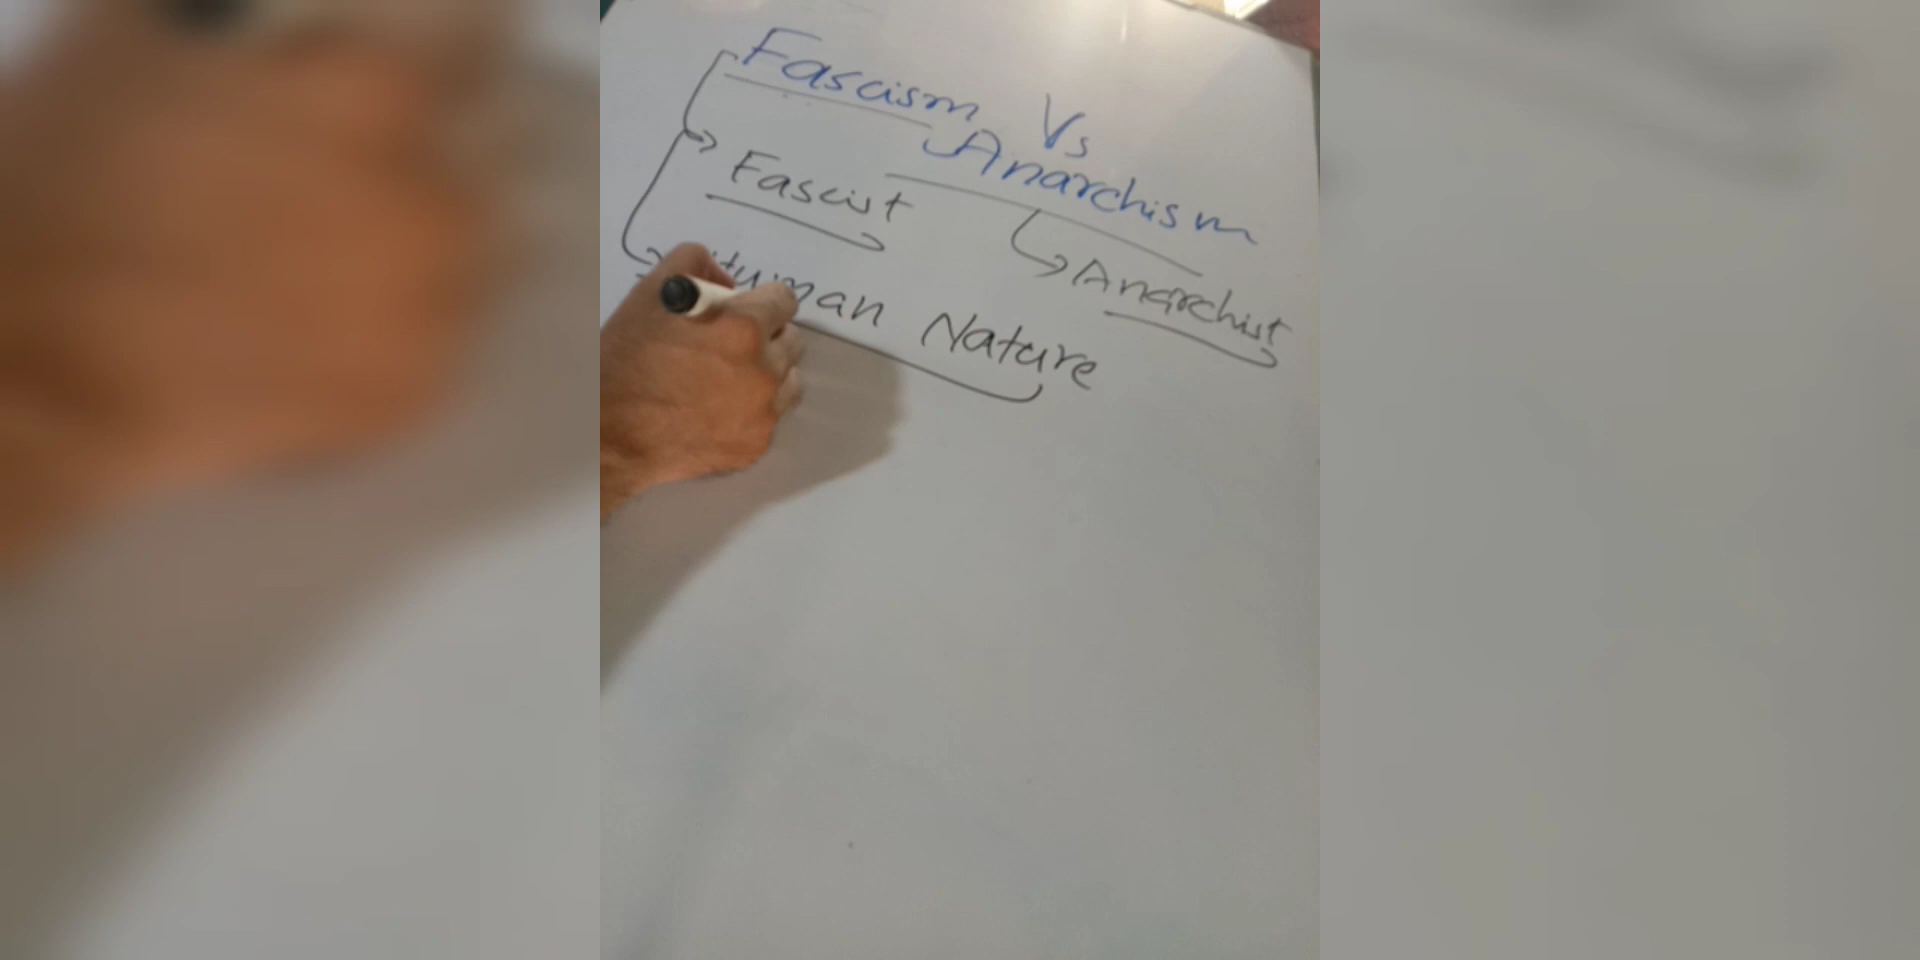 Fascism Vs
Anarchism
Fascist
Anarchist
Human Nature